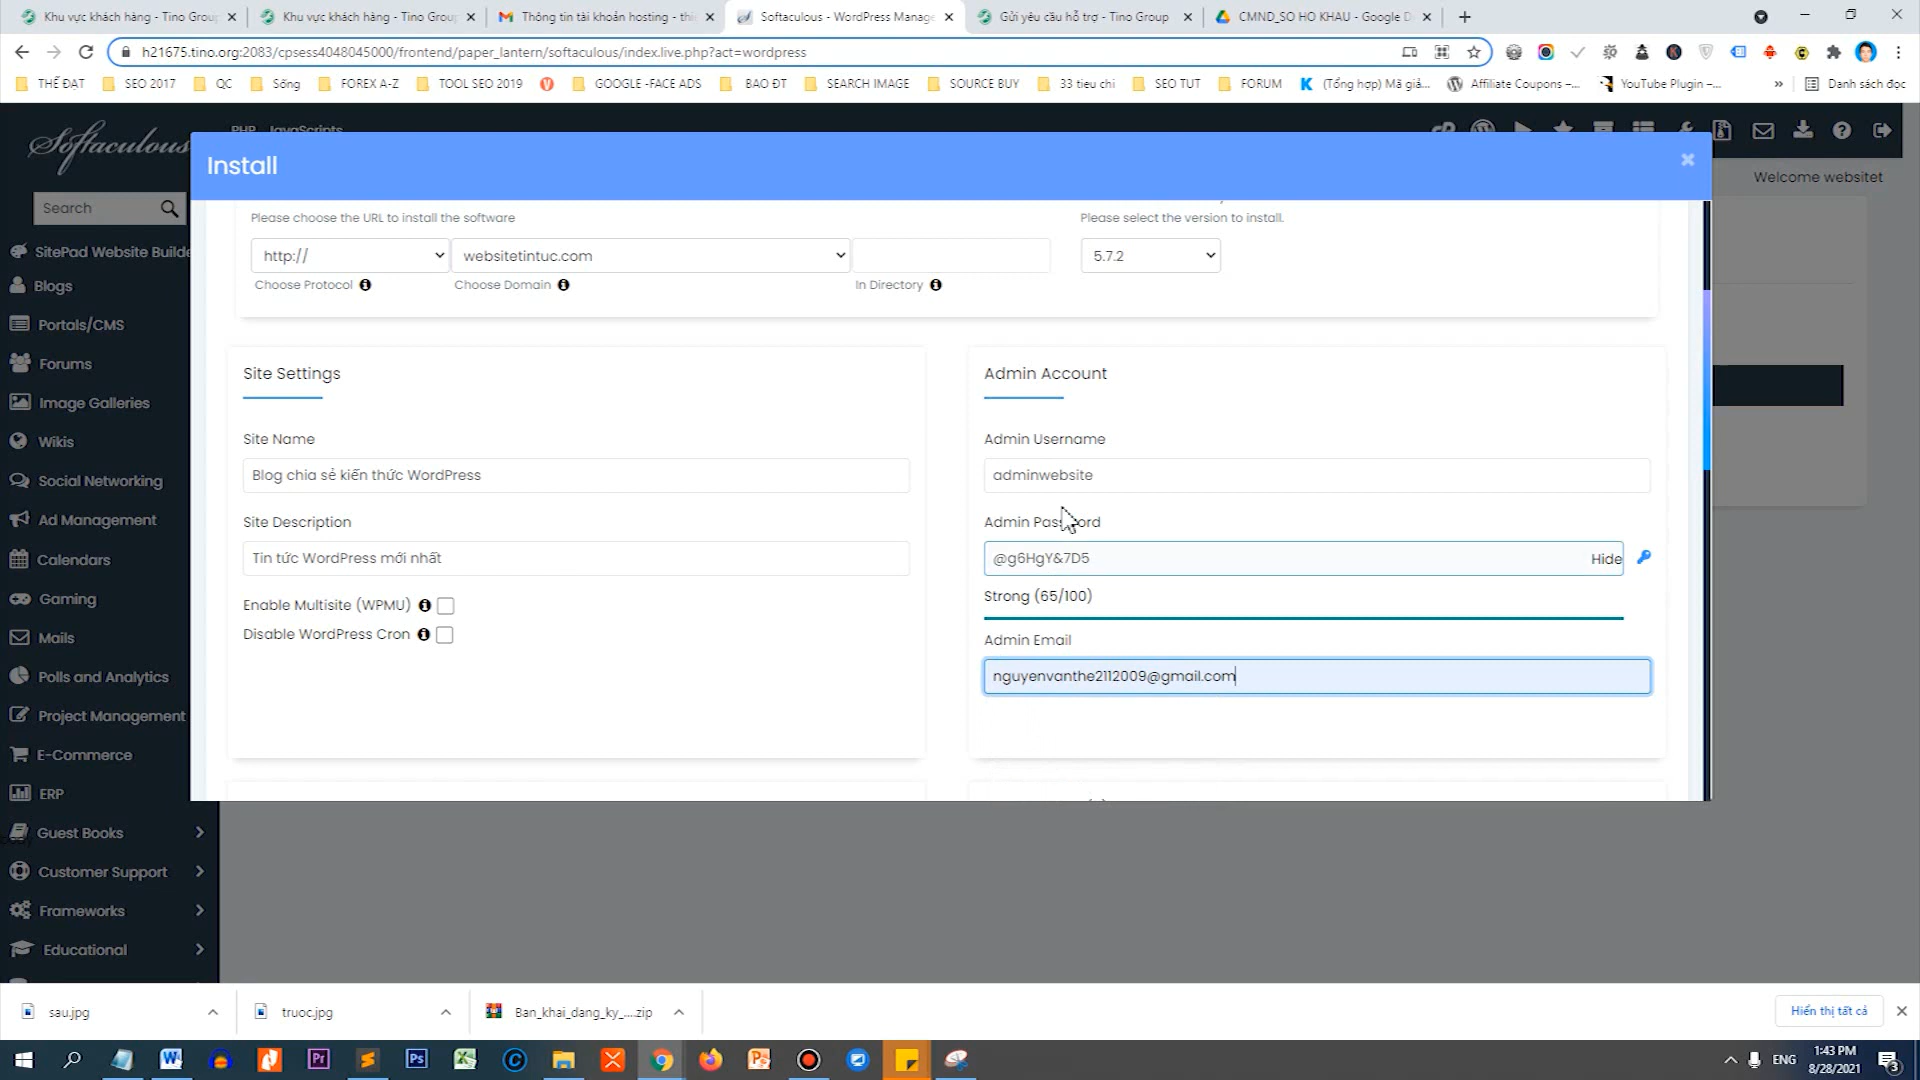 Khu vực khách hàng - Tino Group
Khu vực khách hàng - Tino Group
Thông tin tài khoản hosting - thi
Softaculous - WordPress Manage
Gửi yêu cầu hỗ trợ - Tino Group
CMND_SO HO KHAU - Google D
h21675.tino.org:2083/cpsess4048045000/frontend/paper_lantern/softaculous/index.live.php?act=wordpress
THẾ ĐẠT
SEO 2017
QC
Sống
FOREX A-Z
TOOL SEO 2019
GOOGLE -FACE ADS
BAO ĐT
SEARCH IMAGE
SOURCE BUY
33 tieu chi
SEO TUT
FORUM
(Tổng hợp) Mã giả...
Affiliate Coupons –...
YouTube Plugin –...
»
Danh sách đọc
Softaculous
PHP JavaScripts
Install
Welcome websitet
Search
Please choose the URL to install the software
Please select the version to install.
http://
websitetintuc.com
5.7.2
Choose Protocol
Choose Domain
In Directory
SitePad Website Builde
Blogs
Portals/CMS
Forums
Image Galleries
Wikis
Social Networking
Ad Management
Calendars
Gaming
Mails
Polls and Analytics
Project Management
E-Commerce
ERP
Guest Books
Customer Support
Frameworks
Educational
Site Settings
Site Name
Blog chia sẻ kiến thức WordPress
Site Description
Tin tức WordPress mới nhất
Enable Multisite (WPMU)
Disable WordPress Cron
Admin Account
Admin Username
adminwebsite
Admin Password
@g6HgY&7D5
Hide
Strong (65/100)
Admin Email
nguyenvanthe2112009@gmail.com
sau.jpg
truoc.jpg
Ban_khai_dang_ky_....zip
Hiển thị tất cả
ENG
1:43 PM
8/28/2021
3